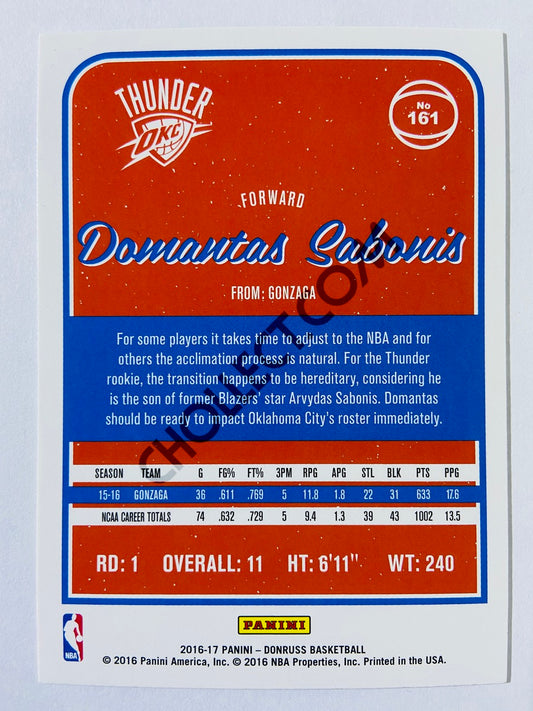 THUNDER
OKC
No
161
FORWARD
Domantas Sabonis
FROM: GONZAGA
For some players it takes time to adjust to the NBA and for
others the acclimation process is natural. For the Thunder
rookie, the transition happens to be hereditary, considering he
is the son of former Blazers' star Arvydas Sabonis. Domantas
should be ready to impact Oklahoma City's roster immediately.
SEASON TEAM G FG% FT% 3PM RPG APG STL BLK PTS PPG
15-16 GONZAGA 36 .611 .769 5 11.8 1.8 22 31 633 17.6
NCAA CAREER TOTALS 74 .632 .729 5 9.4 1.3 39 43 1002 13.5
RD: 1 OVERALL: 11 HT: 6'11" WT: 240
PANINI
NBA
2016-17 PANINI – DONRUSS BASKETBALL
© 2016 Panini America, Inc. © 2016 NBA Properties, Inc. Printed in the USA.
CHOLLECT.COM